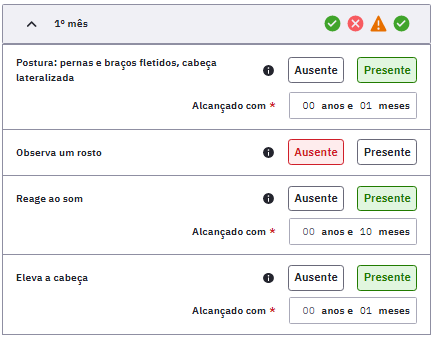 1º mês
Postura: pernas e braços fletidos, cabeça
lateralizada
Ausente Presente
Alcançado com * 00 anos e 01 meses
Observa um rosto Ausente Presente
Reage ao som Ausente Presente
Alcançado com * 00 anos e 10 meses
Eleva a cabeça Ausente Presente
Alcançado com * 00 anos e 01 meses